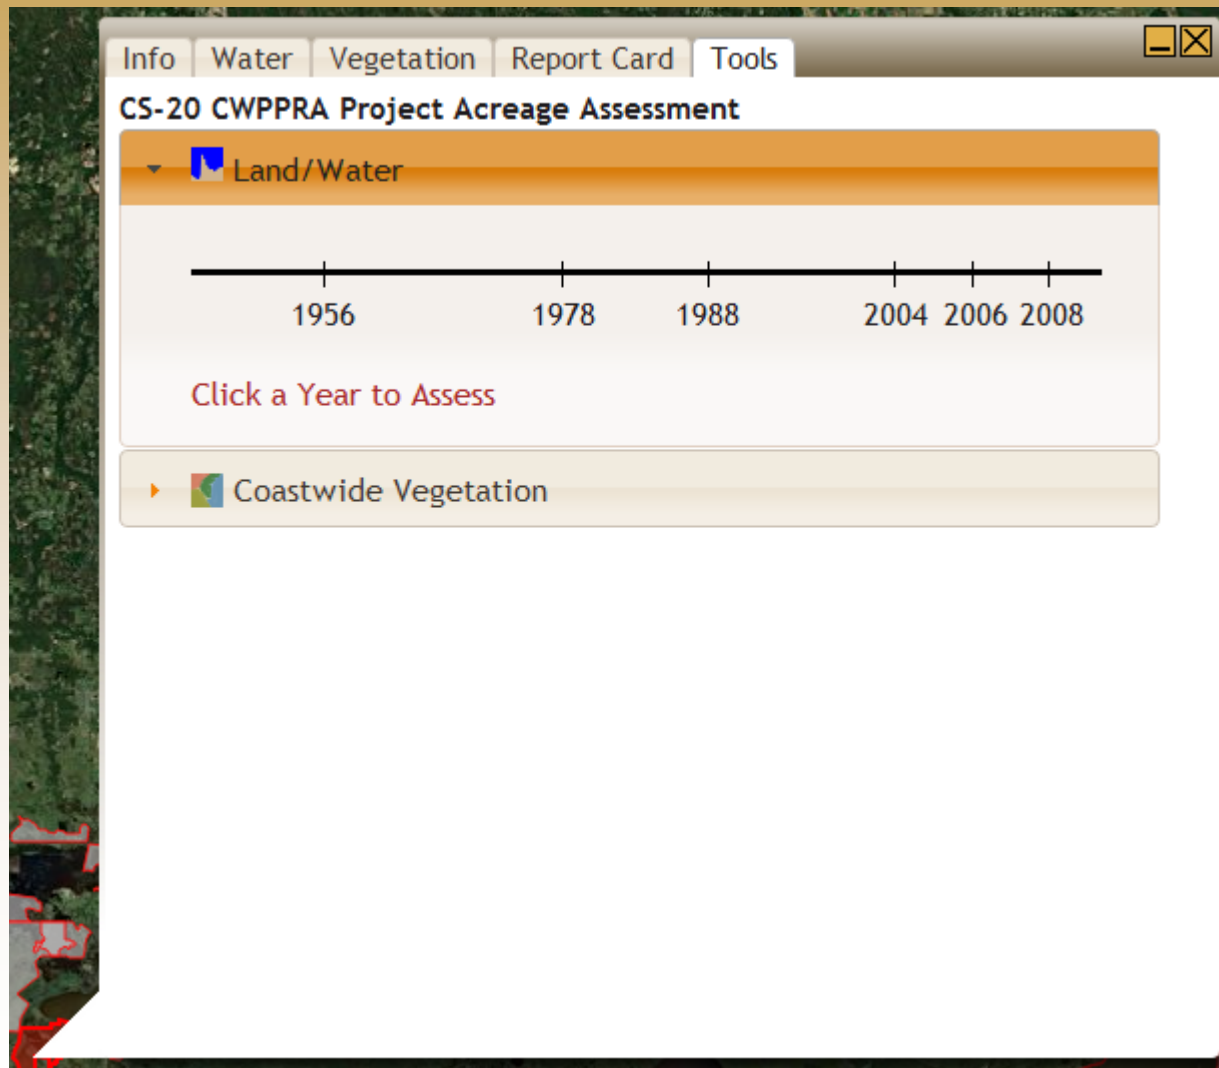 Info Water Vegetation Report Card Tools
CS-20 CWPPRA Project Acreage Assessment
Land/Water
1956 1978 1988 2004 2006 2008
Click a Year to Assess
Coastwide Vegetation